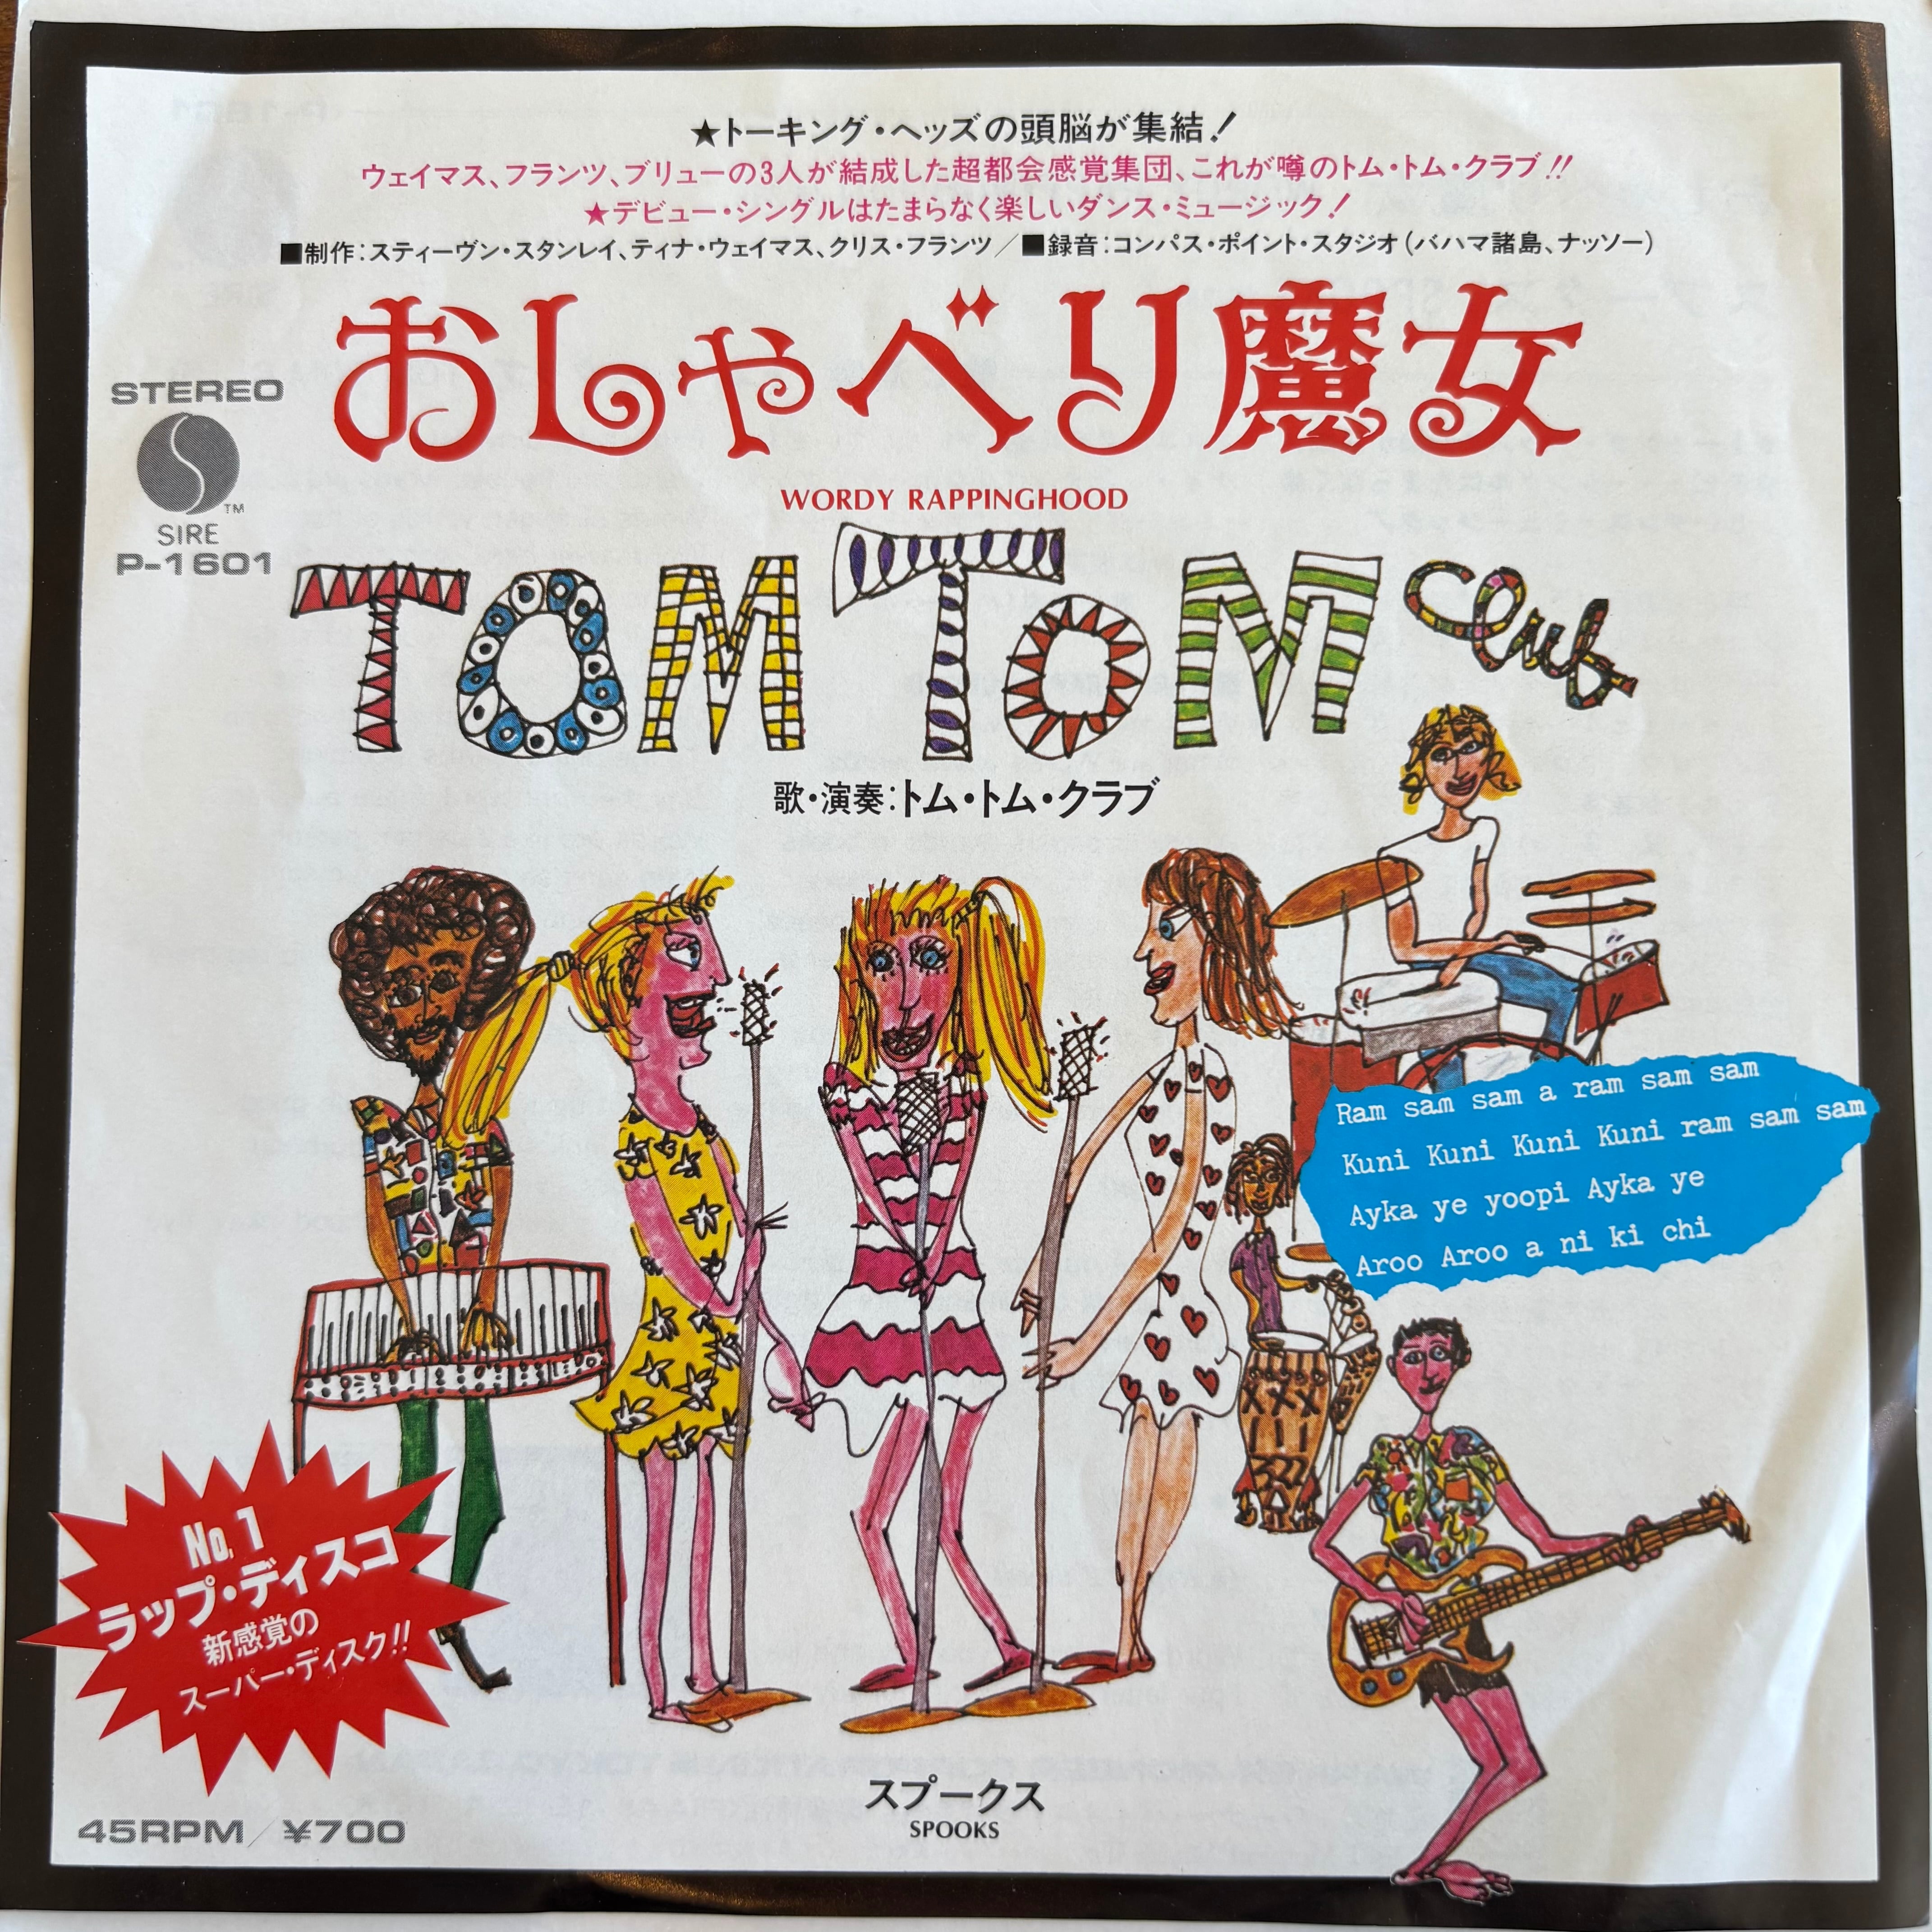 ★トーキング・ヘッズの頭脳が集結！
ウェイマス、フランツ、ブリューの3人が結成した超都会感覚集団、これが噂のトム・トム・クラブ!!
★デビュー・シングルはたまらなく楽しいダンス・ミュージック！
■制作：スティーヴン・スタンレイ、ティナ・ウェイマス、クリス・フランツ／■録音：コンパス・ポイント・スタジオ（バハマ諸島、ナッソー）
おしゃべり魔女
STEREO
SIRE
P-1601
TM
WORDY RAPPINGHOOD
TOM TOM Club
歌・演奏：トム・トム・クラブ
Ram sam sam a ram sam sam
Kuni Kuni Kuni Kuni ram sam sam
Ayka ye yoopi Ayka ye
Aroo Aroo a ni ki chi
No.1
ラップ・ディスコ
新感覚の
スーパー・ディスク!!
スプークス
SPOOKS
45RPM／¥700